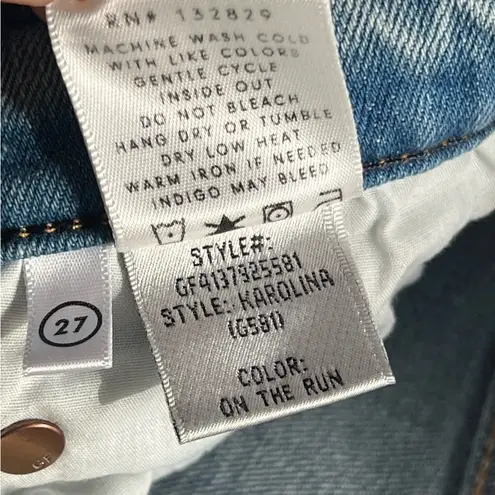 RN# 132829
MACHINE WASH COLD
WITH LIKE COLORS
GENTLE CYCLE
INSIDE OUT
DO NOT BLEACH
HANG DRY OR TUMBLE
DRY LOW HEAT
WARM IRON IF NEEDED
INDIGO MAY BLEED
STYLE#:
GF4137925581
STYLE: KAROLINA
(G581)
COLOR:
ON THE RUN
27
GF